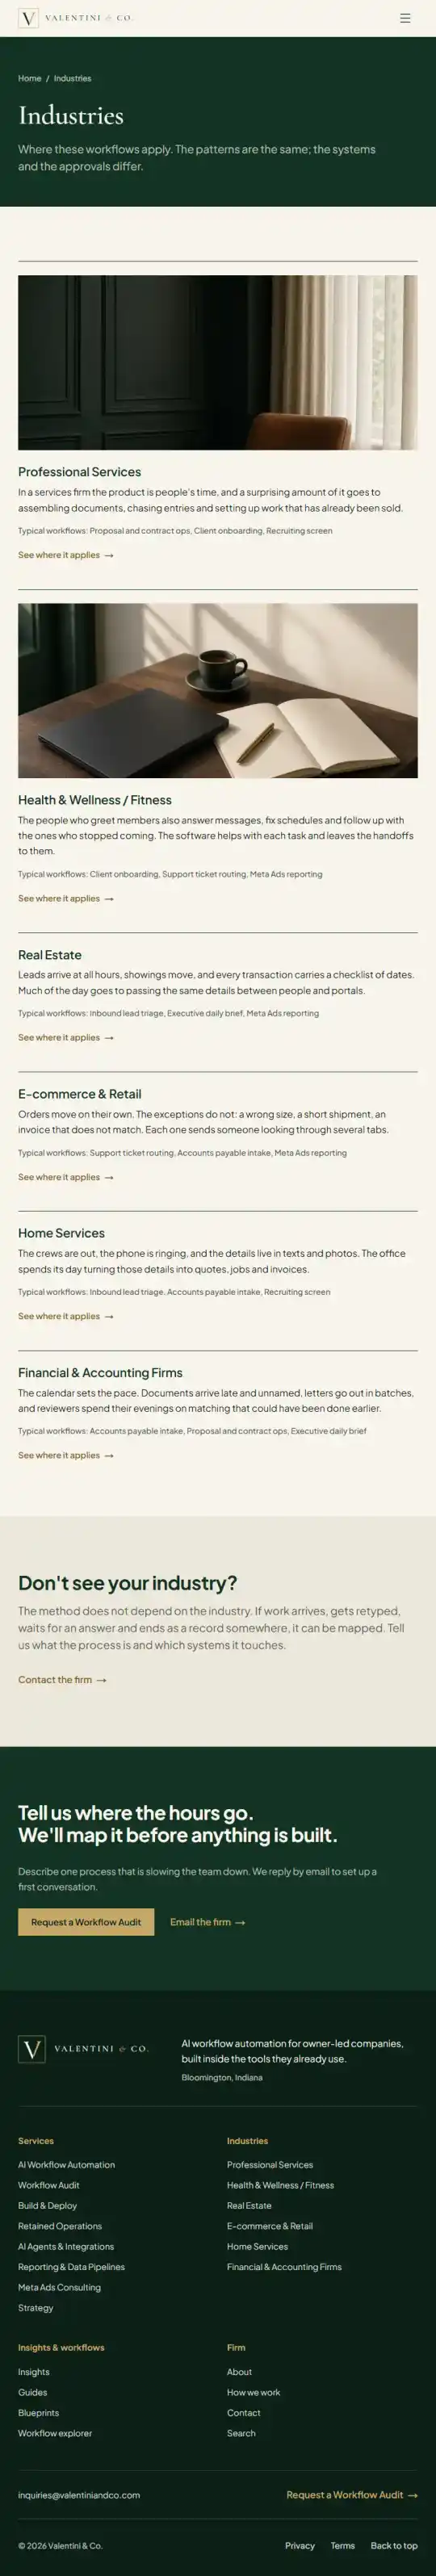 V VALENTINI & CO.
Home / Industries
Industries
Where these workflows apply. The patterns are the same; the systems
and the approvals differ.
Professional Services
In a services firm the product is people's time, and a surprising amount of it goes to
assembling documents, chasing entries and setting up work that has already been sold.
Typical workflows: Proposal and contract ops, Client onboarding, Recruiting screen
See where it applies →
Health & Wellness / Fitness
The people who greet members also answer messages, fix schedules and follow up with
the ones who stopped coming. The software helps with each task and leaves the handoffs
to them.
Typical workflows: Client onboarding, Support ticket routing, Meta Ads reporting
See where it applies →
Real Estate
Leads arrive at all hours, showings move, and every transaction carries a checklist of dates.
Much of the day goes to passing the same details between people and portals.
Typical workflows: Inbound lead triage, Executive daily brief, Meta Ads reporting
See where it applies →
E-commerce & Retail
Orders move on their own. The exceptions do not: a wrong size, a short shipment, an
invoice that does not match. Each one sends someone looking through several tabs.
Typical workflows: Support ticket routing, Accounts payable intake, Meta Ads reporting
See where it applies →
Home Services
The crews are out, the phone is ringing, and the details live in texts and photos. The office
spends its day turning those details into quotes, jobs and invoices.
Typical workflows: Inbound lead triage, Accounts payable intake, Recruiting screen
See where it applies →
Financial & Accounting Firms
The calendar sets the pace. Documents arrive late and unnamed, letters go out in batches,
and reviewers spend their evenings on matching that could have been done earlier.
Typical workflows: Accounts payable intake, Proposal and contract ops, Executive daily brief
See where it applies →
Don't see your industry?
The method does not depend on the industry. If work arrives, gets retyped,
waits for an answer and ends as a record somewhere, it can be mapped. Tell
us what the process is and which systems it touches.
Contact the firm →
Tell us where the hours go.
We'll map it before anything is built.
Describe one process that is slowing the team down. We reply by email to set up a
first conversation.
Request a Workflow Audit Email the firm →
V VALENTINI & CO.
AI workflow automation for owner-led companies,
built inside the tools they already use.
Bloomington, Indiana
Services
AI Workflow Automation
Workflow Audit
Build & Deploy
Retained Operations
AI Agents & Integrations
Reporting & Data Pipelines
Meta Ads Consulting
Strategy
Industries
Professional Services
Health & Wellness / Fitness
Real Estate
E-commerce & Retail
Home Services
Financial & Accounting Firms
Insights & workflows
Insights
Guides
Blueprints
Workflow explorer
Firm
About
How we work
Contact
Search
inquiries@valentiniandco.com Request a Workflow Audit →
© 2026 Valentini & Co. Privacy Terms Back to top